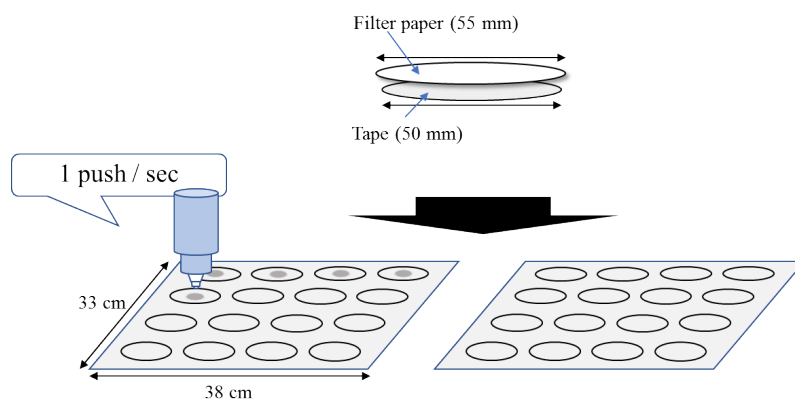 Filter paper (55 mm)
Tape (50 mm)
1 push / sec
33 cm
38 cm